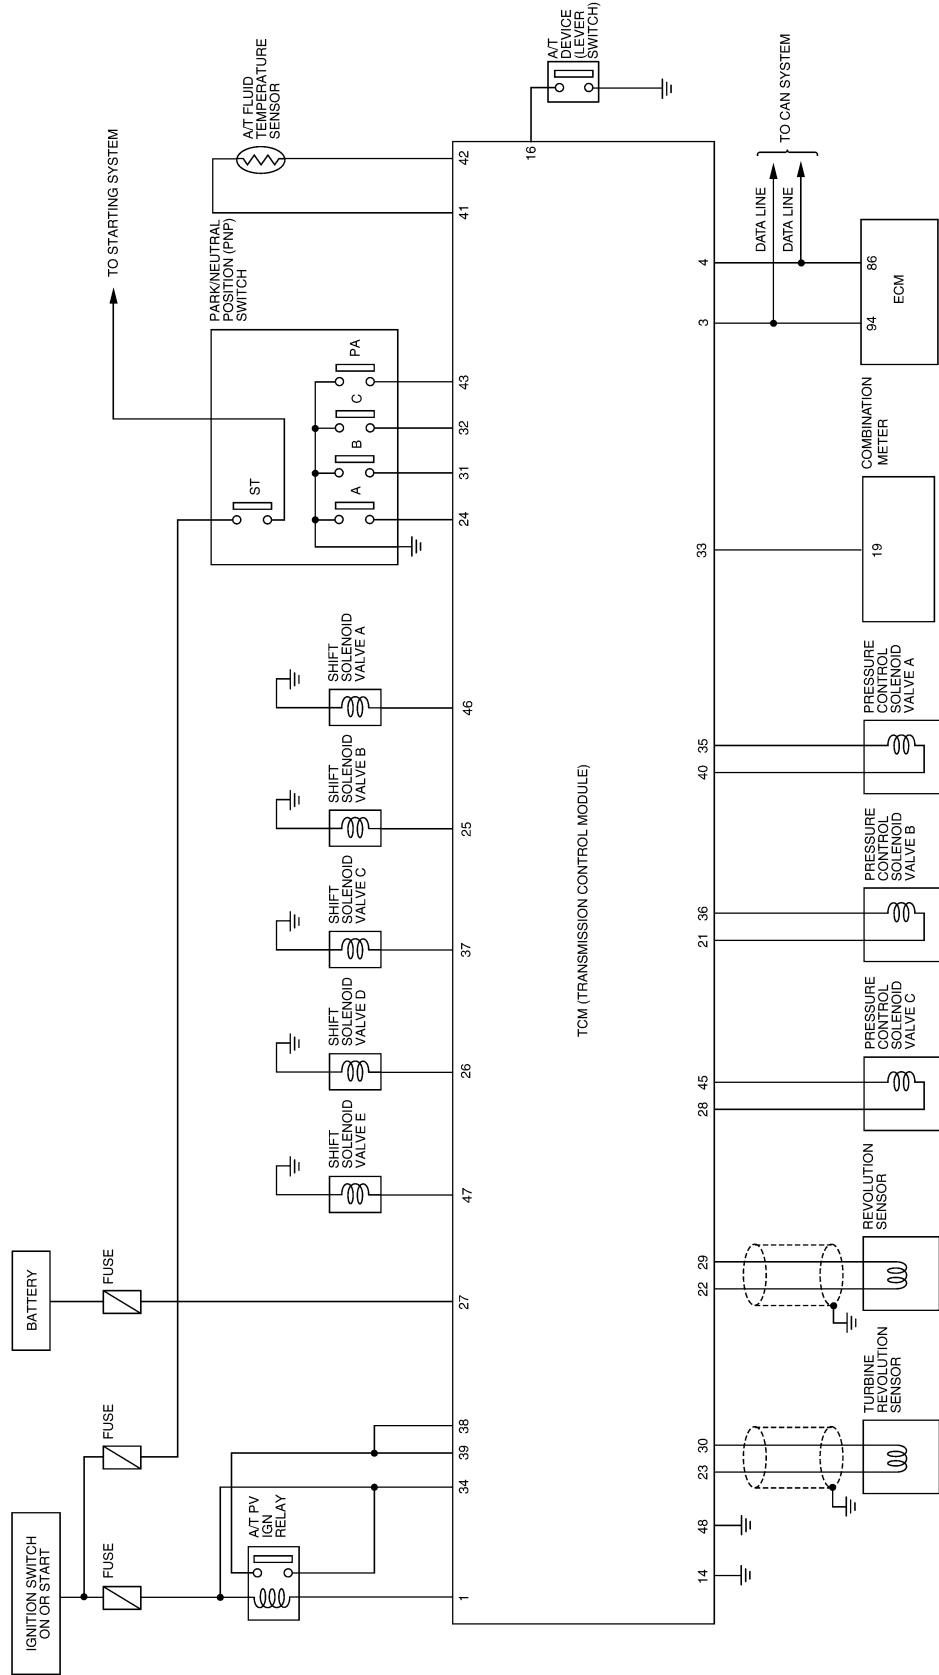 IGNITION SWITCH
ON OR START
BATTERY
FUSE
FUSE
FUSE
TO STARTING SYSTEM
A/T PV
IGN
RELAY
SHIFT
SOLENOID
VALVE E
SHIFT
SOLENOID
VALVE D
SHIFT
SOLENOID
VALVE C
SHIFT
SOLENOID
VALVE B
SHIFT
SOLENOID
VALVE A
PARK/NEUTRAL
POSITION (PNP)
SWITCH
ST
A
B
C
PA
A/T FLUID
TEMPERATURE
SENSOR
1
34
39
38
27
47
26
37
25
46
24
31
32
43
41
42
16
A/T
DEVICE
(LEVER
SWITCH)
TCM (TRANSMISSION CONTROL MODULE)
14
48
23
30
22
29
28
45
21
36
40
35
33
3
4
DATA LINE
DATA LINE
TO CAN SYSTEM
TURBINE
REVOLUTION
SENSOR
REVOLUTION
SENSOR
PRESSURE
CONTROL
SOLENOID
VALVE C
PRESSURE
CONTROL
SOLENOID
VALVE B
PRESSURE
CONTROL
SOLENOID
VALVE A
COMBINATION
METER
19
94
86
ECM